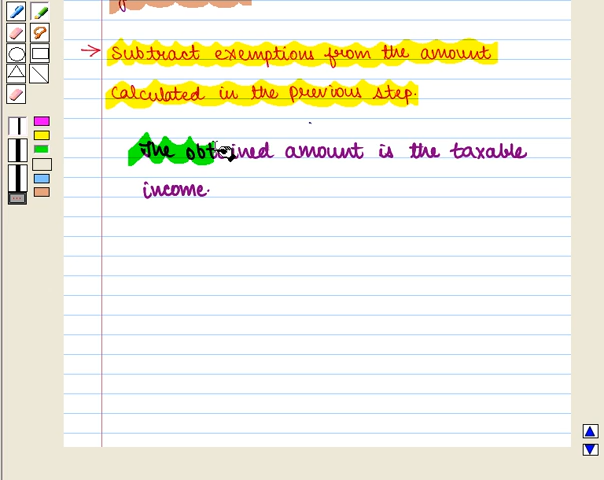 → Subtract exemptions from the amount
calculated in the previous step.
The obtained amount is the taxable
income.